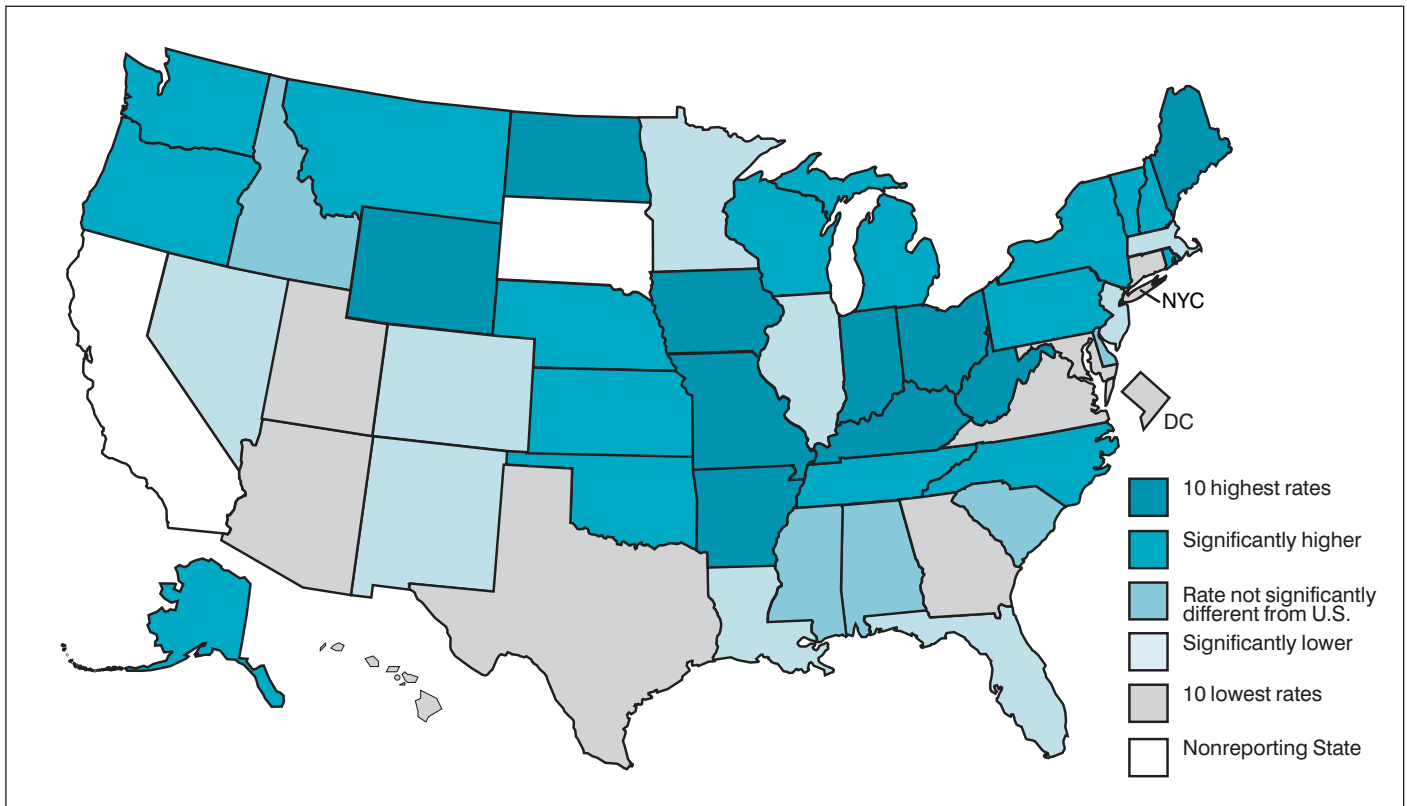 NYC
DC
10 highest rates
Significantly higher
Rate not significantly
different from U.S.
Significantly lower
10 lowest rates
Nonreporting State